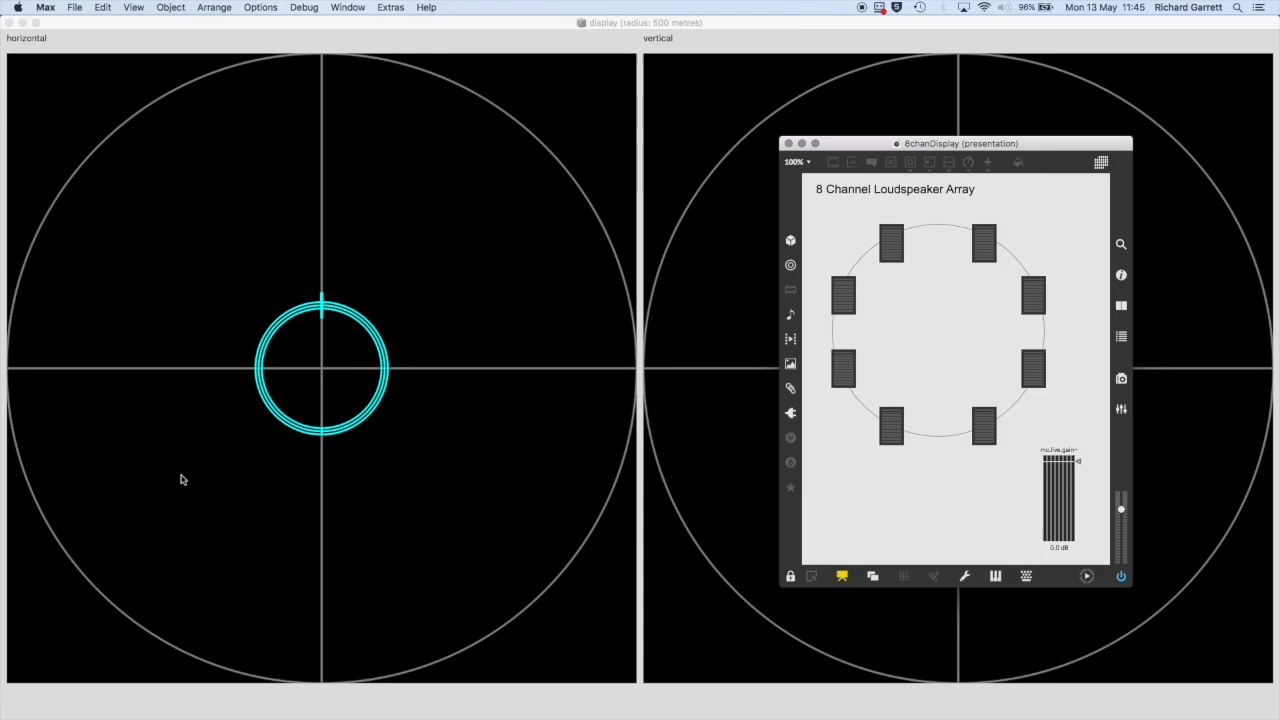 Max File Edit View Arrange Options Debug Window Extras Help 96% Mon 13 May 11:45 Richard Garrett
display (radius: 500 metres)
horizontal
vertical
8chanDisplay (presentation)
100%
8 Channel Loudspeaker Array
mc.live.gain~
0.0 dB